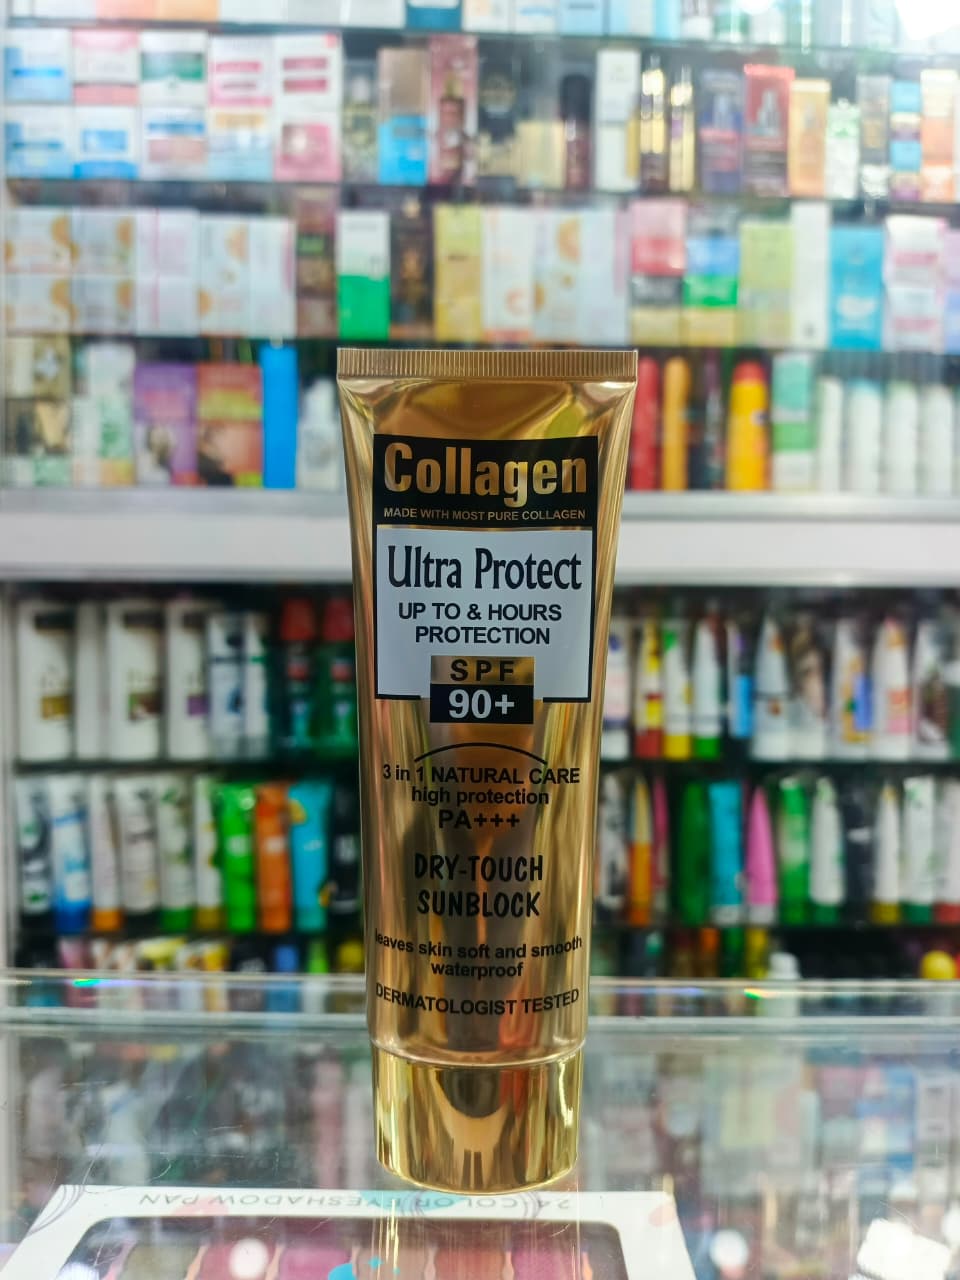 Collagen
MADE WITH MOST PURE COLLAGEN
Ultra Protect
UP TO & HOURS
PROTECTION
SPF
90+
3 in 1 NATURAL CARE
high protection
PA+++
DRY-TOUCH
SUNBLOCK
leaves skin soft and smooth
waterproof
DERMATOLOGIST TESTED
24 COLOR EYESHADOW PAN